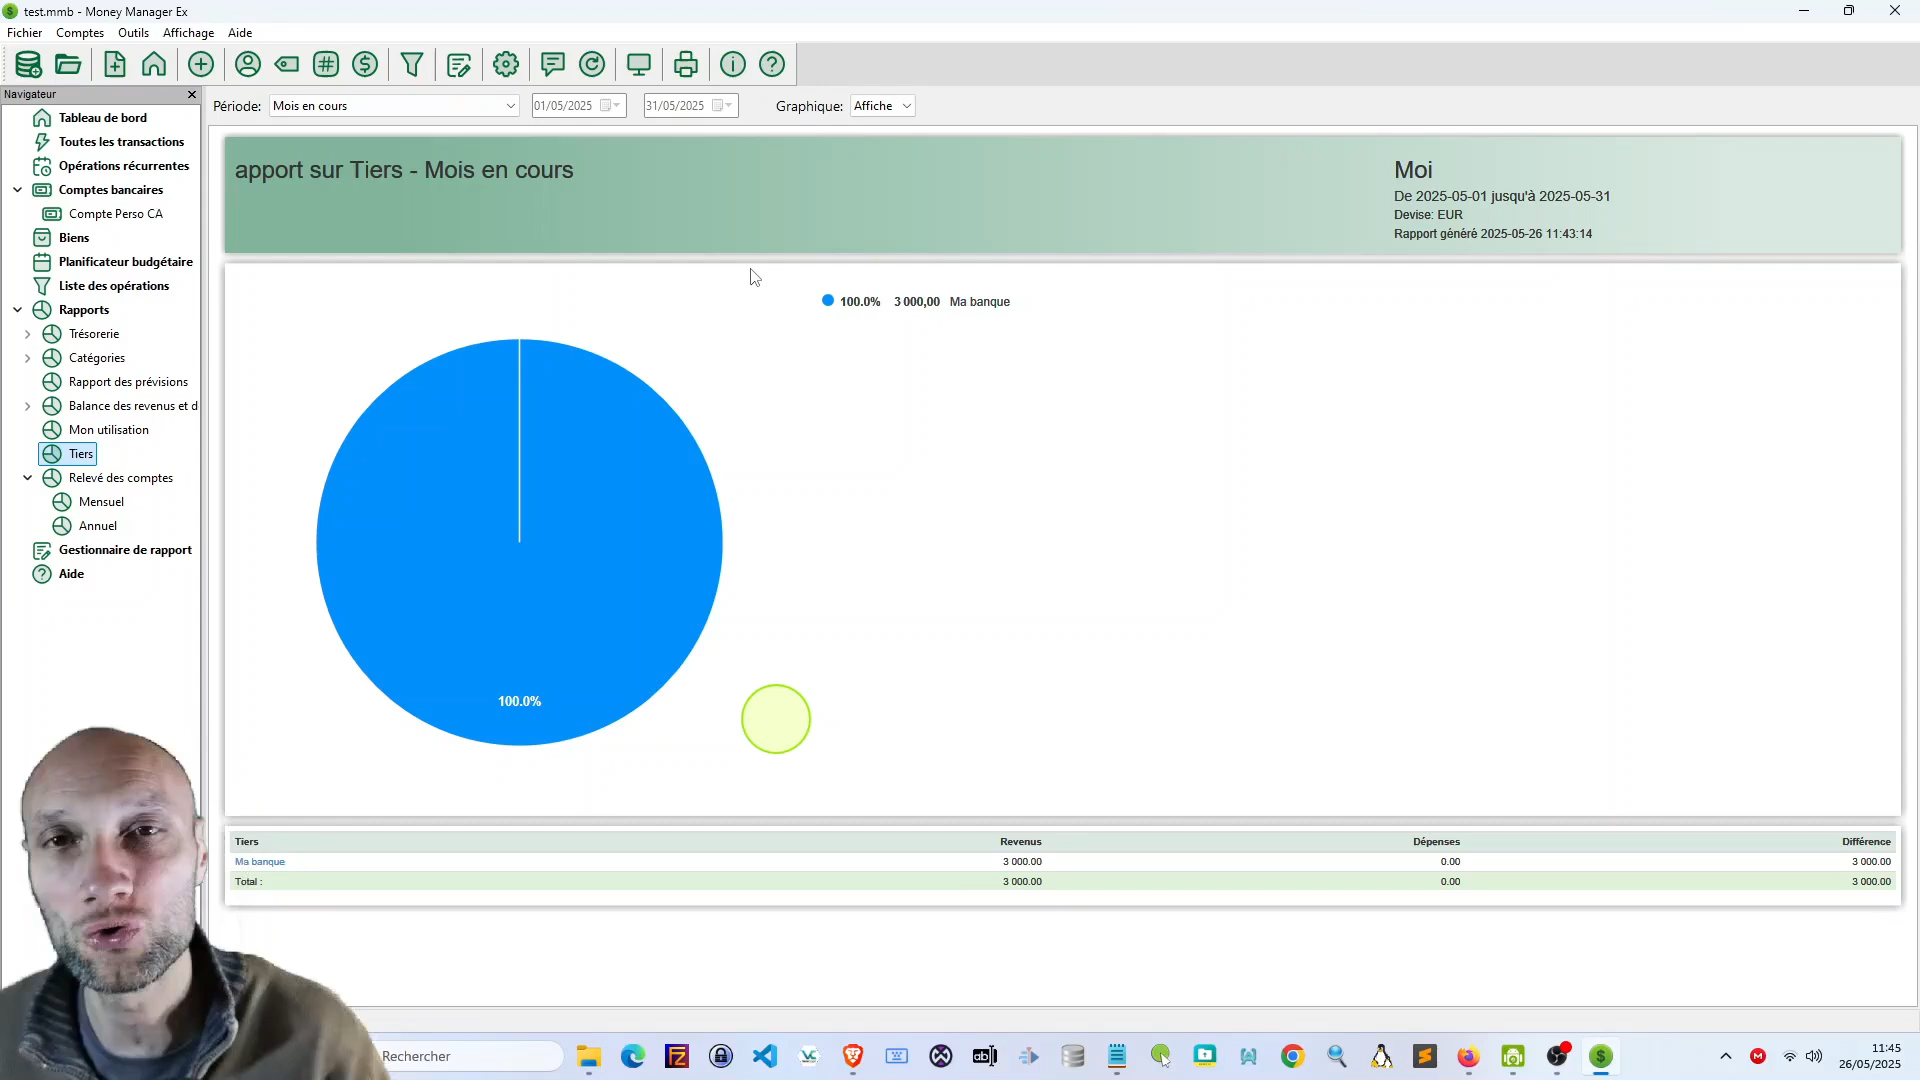 test.mmb - Money Manager Ex
Fichier Comptes Outils Affichage Aide
Navigateur
Tableau de bord
Toutes les transactions
Opérations récurrentes
Comptes bancaires
Compte Perso CA
Biens
Planificateur budgétaire
Liste des opérations
Rapports
Trésorerie
Catégories
Rapport des prévisions
Balance des revenus et d
Mon utilisation
Tiers
Relevé des comptes
Mensuel
Annuel
Gestionnaire de rapport
Aide
Période: Mois en cours 01/05/2025 31/05/2025 Graphique: Affiche
apport sur Tiers - Mois en cours
Moi
De 2025-05-01 jusqu'à 2025-05-31
Devise: EUR
Rapport généré 2025-05-26 11:43:14
100.0% 3 000,00 Ma banque
100.0%
Tiers Revenus Dépenses Différence
Ma banque 3 000.00 0.00 3 000.00
Total : 3 000.00 0.00 3 000.00
Rechercher
11:45
26/05/2025